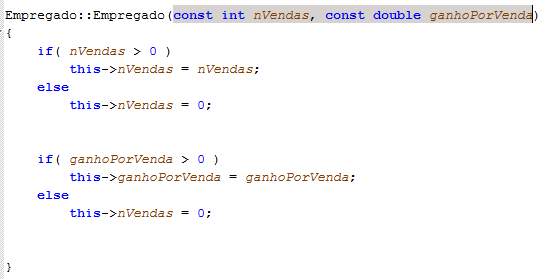 Empregado::Empregado(const int nVendas, const double ganhoPorVenda)
{
if( nVendas > 0 )
this->nVendas = nVendas;
else
this->nVendas = 0;
if( ganhoPorVenda > 0 )
this->ganhoPorVenda = ganhoPorVenda;
else
this->nVendas = 0;
}